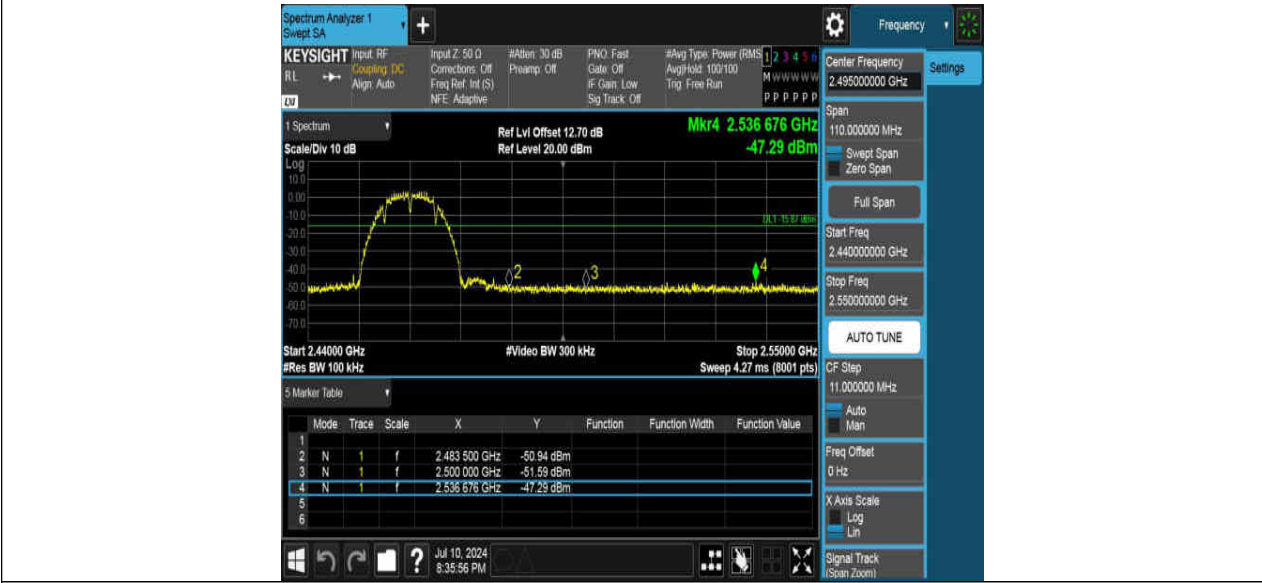 Spectrum Analyzer 1
Swept SA
+
Frequency
KEYSIGHT
RL
LXI
Input: RF
Coupling: DC
Align: Auto
Input Z: 50 Ω
Corrections: Off
Freq Ref: Int (S)
NFE: Adaptive
#Atten: 30 dB
Preamp: Off
PNO: Fast
Gate: Off
IF Gain: Low
Sig Track: Off
#Avg Type: Power (RMS
Avg|Hold: 100/100
Trig: Free Run
1 2 3 4 5 6
M W W W W W
P P P P P P
Center Frequency
2.495000000 GHz
Settings
Span
110.000000 MHz
Swept Span
Zero Span
Full Span
Start Freq
2.440000000 GHz
Stop Freq
2.550000000 GHz
AUTO TUNE
CF Step
11.000000 MHz
Auto
Man
Freq Offset
0 Hz
X Axis Scale
Log
Lin
Signal Track
(Span Zoom)
1 Spectrum
Scale/Div 10 dB
Ref Lvl Offset 12.70 dB
Ref Level 20.00 dBm
Mkr4 2.536 676 GHz
-47.29 dBm
Log
10.0
0.00
-10.0
-20.0
-30.0
-40.0
-50.0
-60.0
-70.0
DL1 -15.87 dBm
2
3
4
Start 2.44000 GHz
#Res BW 100 kHz
#Video BW 300 kHz
Stop 2.55000 GHz
Sweep 4.27 ms (8001 pts)
5 Marker Table
Mode Trace Scale X Y Function Function Width Function Value
1
2 N 1 f 2.483 500 GHz -50.94 dBm
3 N 1 f 2.500 000 GHz -51.59 dBm
4 N 1 f 2.536 676 GHz -47.29 dBm
5
6
?
Jul 10, 2024
8:35:56 PM